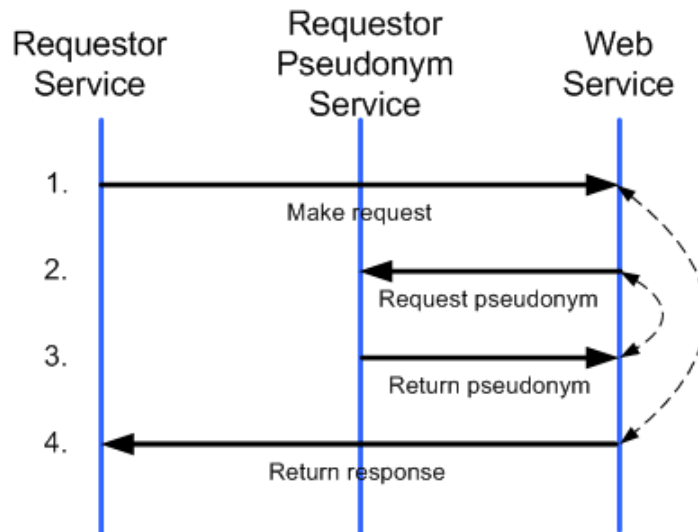 Requestor
Service
Requestor
Pseudonym
Service
Web
Service
1.
Make request
2.
Request pseudonym
3.
Return pseudonym
4.
Return response